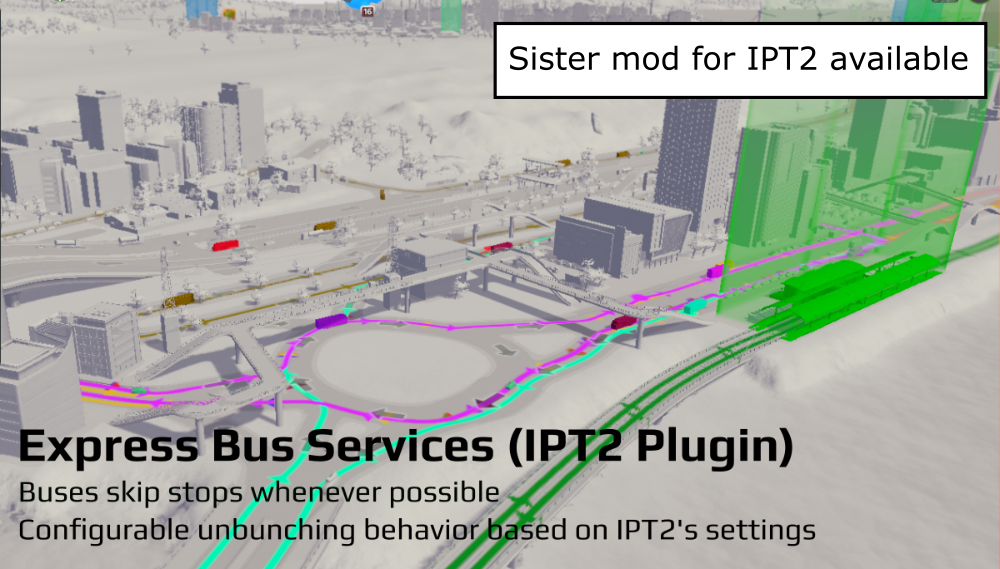 16
Sister mod for IPT2 available
Express Bus Services (IPT2 Plugin)
Buses skip stops whenever possible
Configurable unbunching behavior based on IPT2's settings